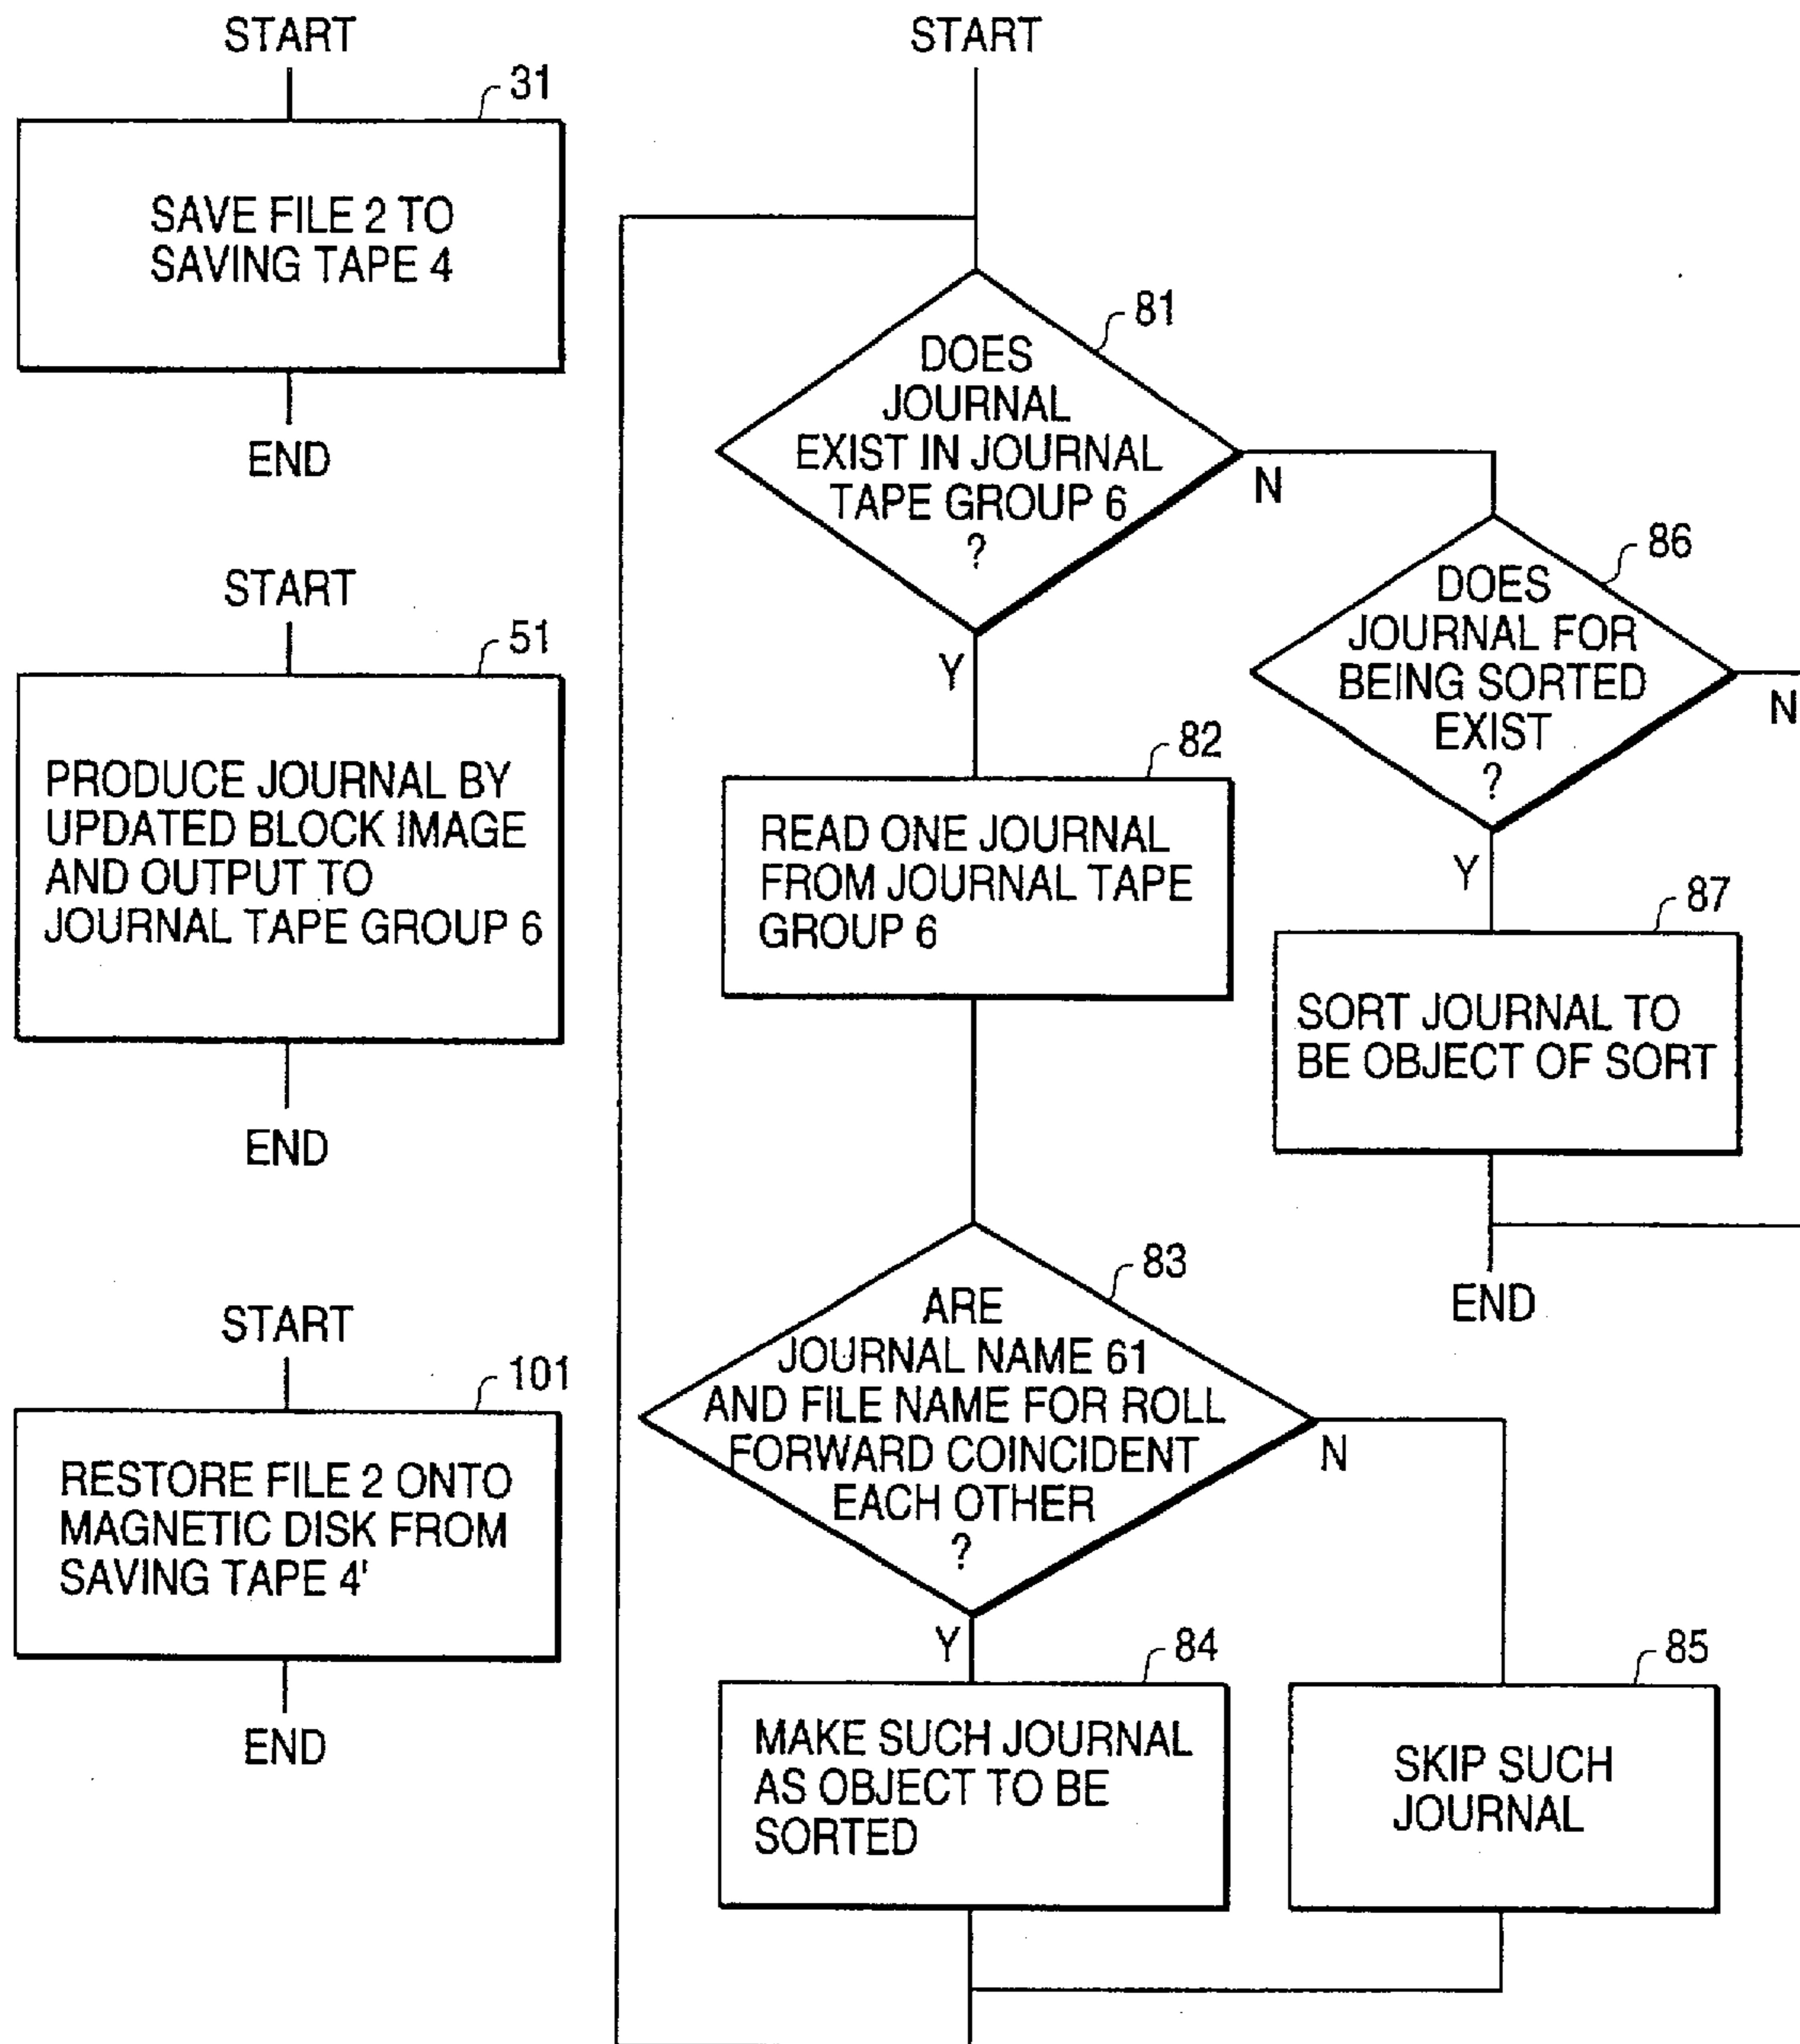 START
31
SAVE FILE 2 TO
SAVING TAPE 4
END
START
51
PRODUCE JOURNAL BY
UPDATED BLOCK IMAGE
AND OUTPUT TO
JOURNAL TAPE GROUP 6
END
START
101
RESTORE FILE 2 ONTO
MAGNETIC DISK FROM
SAVING TAPE 4'
END
START
81
DOES
JOURNAL
EXIST IN JOURNAL
TAPE GROUP 6
?
N
Y
82
READ ONE JOURNAL
FROM JOURNAL TAPE
GROUP 6
83
ARE
JOURNAL NAME 61
AND FILE NAME FOR ROLL
FORWARD COINCIDENT
EACH OTHER
?
N
Y
84
MAKE SUCH JOURNAL
AS OBJECT TO BE
SORTED
85
SKIP SUCH
JOURNAL
86
DOES
JOURNAL FOR
BEING SORTED
EXIST
?
N
Y
87
SORT JOURNAL TO
BE OBJECT OF SORT
END